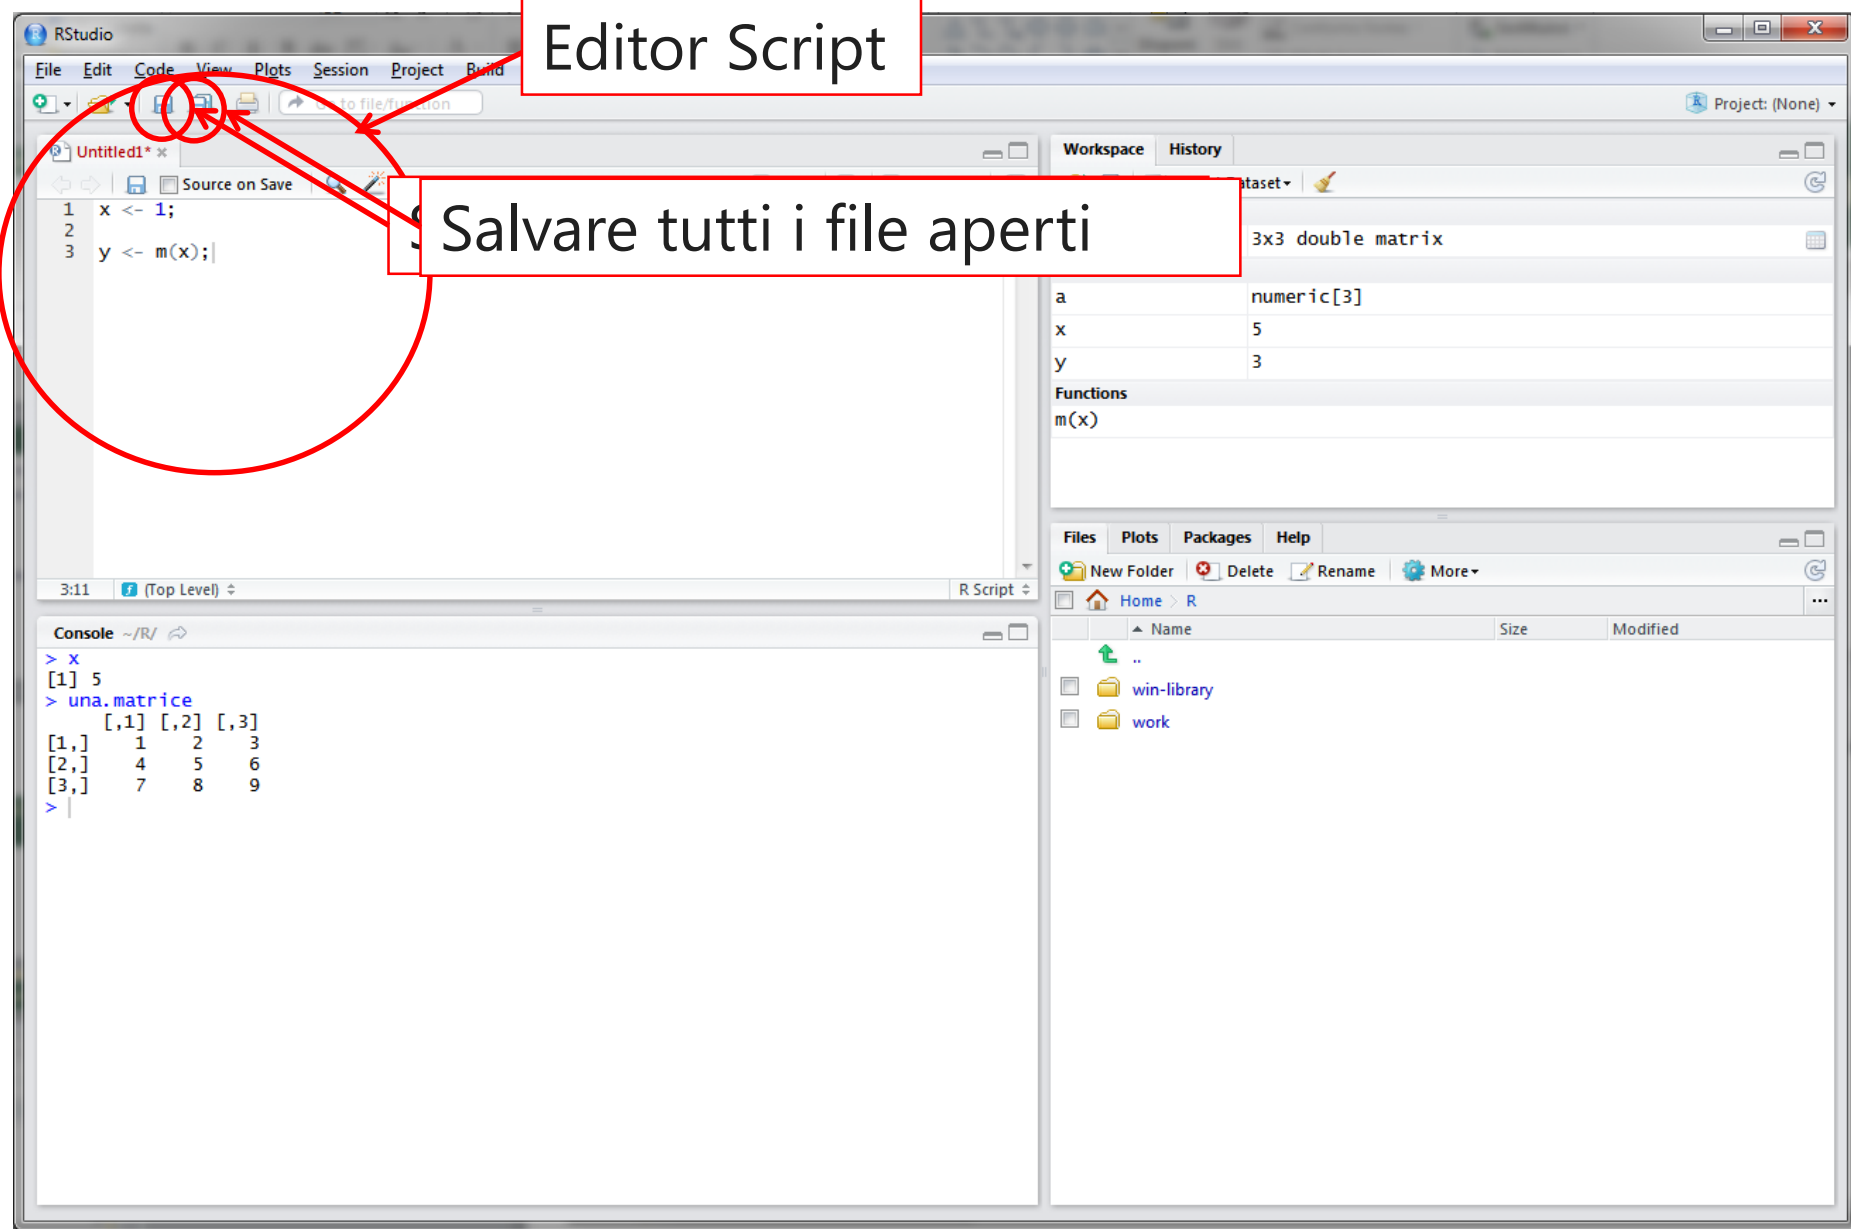 RStudio
Editor Script
File Edit Code View Plots Session Project Build
Go to file/function
Project: (None)
Untitled1*
Source on Save
1 x <- 1;
2
3 y <- m(x);
Salvare tutti i file aperti
3:11 (Top Level) R Script
Console ~/R/
> x
[1] 5
> una.matrice
[,1] [,2] [,3]
[1,] 1 2 3
[2,] 4 5 6
[3,] 7 8 9
>
Workspace History
3x3 double matrix
a numeric[3]
x 5
y 3
Functions
m(x)
Files Plots Packages Help
New Folder Delete Rename More
Home R
Name Size Modified
..
win-library
work